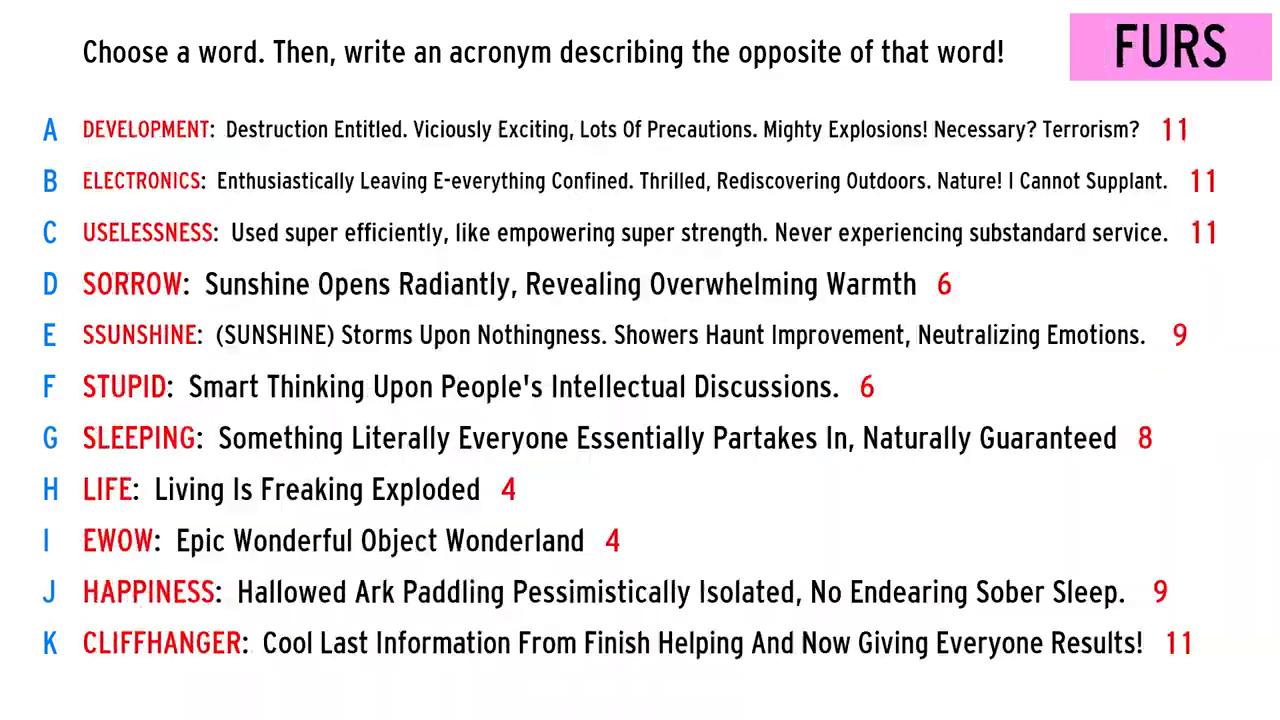 Choose a word. Then, write an acronym describing the opposite of that word!
FURS
A DEVELOPMENT: Destruction Entitled. Viciously Exciting, Lots Of Precautions. Mighty Explosions! Necessary? Terrorism? 11
B ELECTRONICS: Enthusiastically Leaving E-everything Confined. Thrilled, Rediscovering Outdoors. Nature! I Cannot Supplant. 11
C USELESSNESS: Used super efficiently, like empowering super strength. Never experiencing substandard service. 11
D SORROW: Sunshine Opens Radiantly, Revealing Overwhelming Warmth 6
E SSUNSHINE: (SUNSHINE) Storms Upon Nothingness. Showers Haunt Improvement, Neutralizing Emotions. 9
F STUPID: Smart Thinking Upon People's Intellectual Discussions. 6
G SLEEPING: Something Literally Everyone Essentially Partakes In, Naturally Guaranteed 8
H LIFE: Living Is Freaking Exploded 4
I EWOW: Epic Wonderful Object Wonderland 4
J HAPPINESS: Hallowed Ark Paddling Pessimistically Isolated, No Endearing Sober Sleep. 9
K CLIFFHANGER: Cool Last Information From Finish Helping And Now Giving Everyone Results! 11